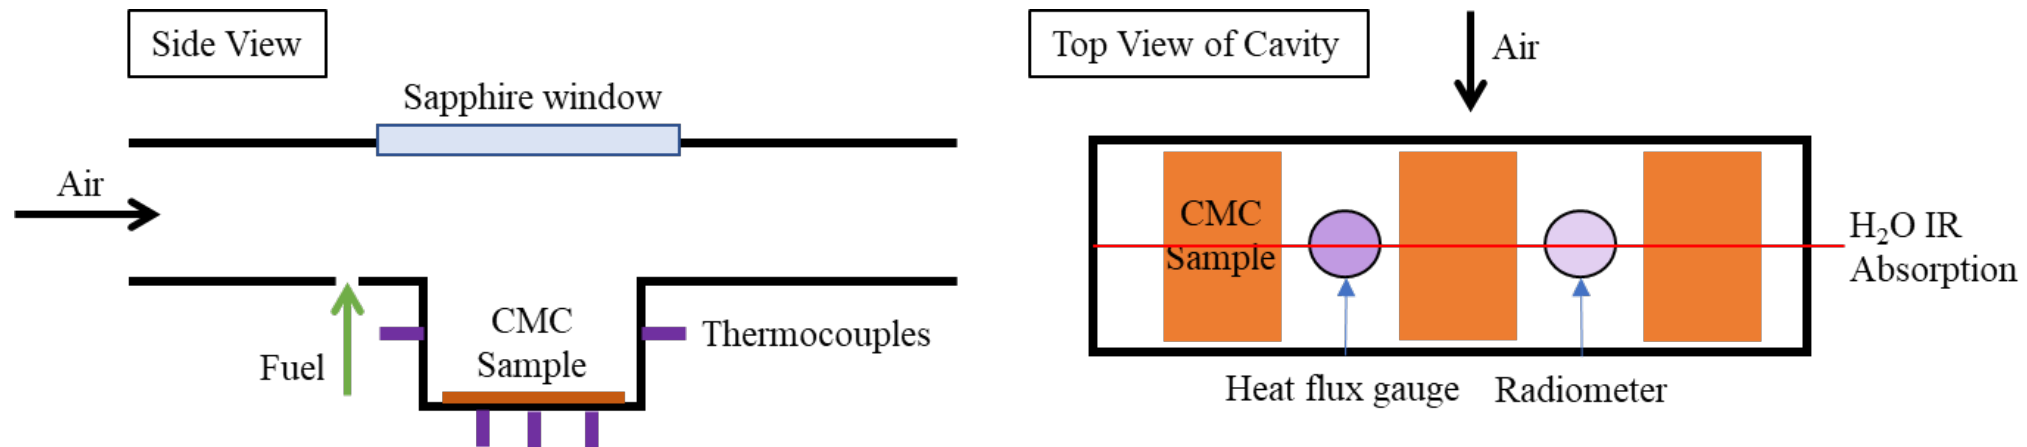 Side View
Sapphire window
Air
Fuel
CMC
Sample
Thermocouples
Top View of Cavity
Air
CMC
Sample
H₂O IR
Absorption
Heat flux gauge
Radiometer